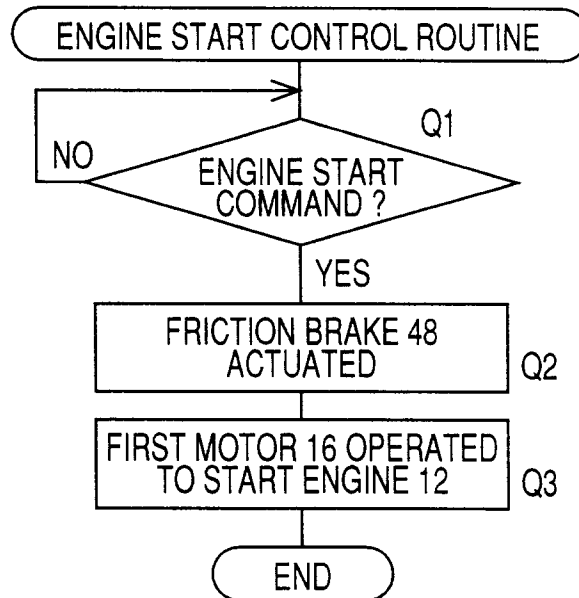 ENGINE START CONTROL ROUTINE
Q1
NO
ENGINE START
COMMAND ?
YES
FRICTION BRAKE 48
ACTUATED
Q2
FIRST MOTOR 16 OPERATED
TO START ENGINE 12
Q3
END